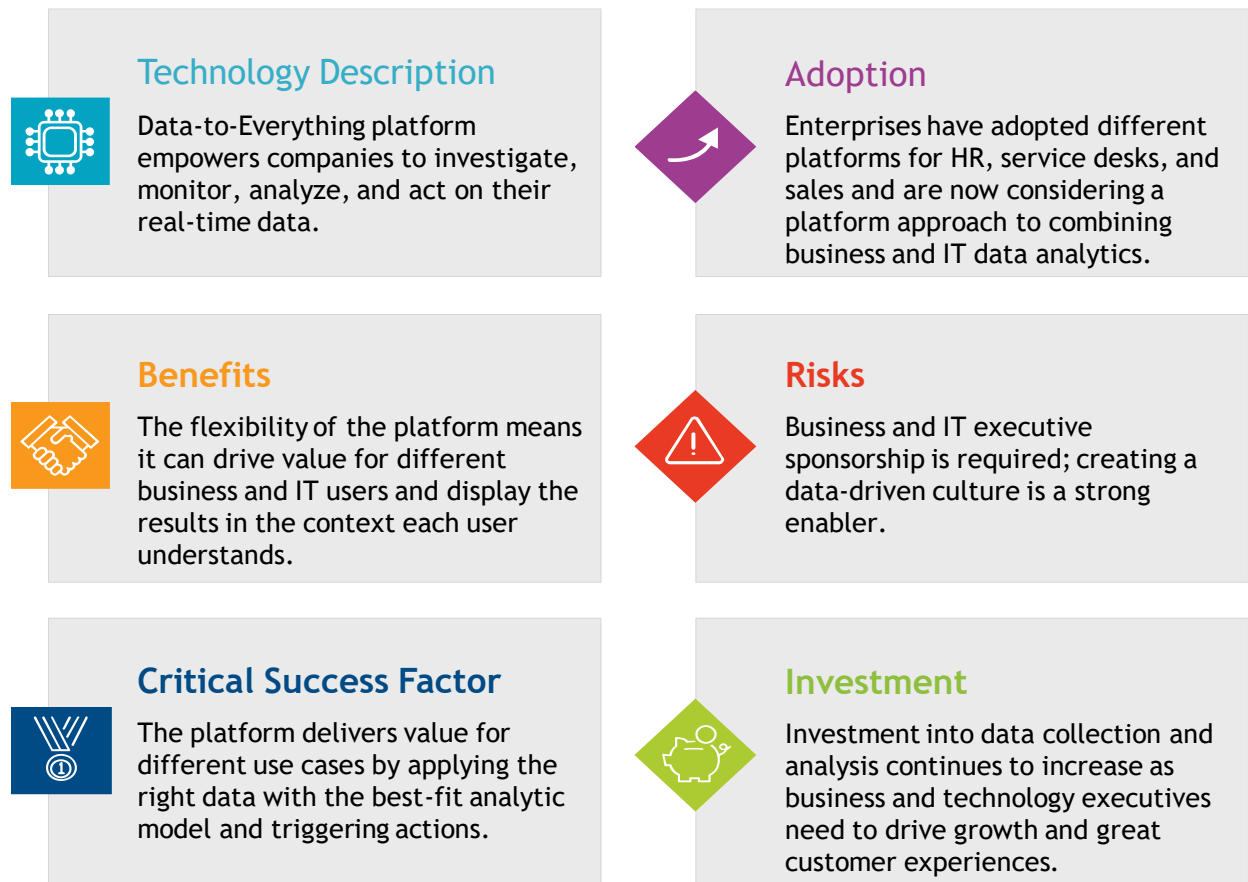 Technology Description
Data-to-Everything platform
empowers companies to investigate,
monitor, analyze, and act on their
real-time data.
Adoption
Enterprises have adopted different
platforms for HR, service desks, and
sales and are now considering a
platform approach to combining
business and IT data analytics.
Benefits
The flexibility of the platform means
it can drive value for different
business and IT users and display the
results in the context each user
understands.
Risks
Business and IT executive
sponsorship is required; creating a
data-driven culture is a strong
enabler.
Critical Success Factor
The platform delivers value for
different use cases by applying the
right data with the best-fit analytic
model and triggering actions.
1
Investment
Investment into data collection and
analysis continues to increase as
business and technology executives
need to drive growth and great
customer experiences.